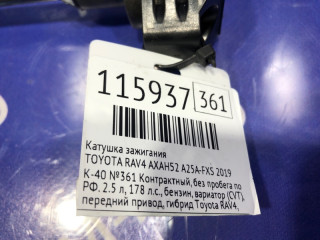 115937 361
Катушка зажигания
TOYOTA RAV4 AXAH52 A25A-FXS 2019
К-40 №361 Контрактный, без пробега по
РФ. 2.5 л, 178 л.с., бензин, вариатор (CVT),
передний привод, гибрид Toyota RAV4,